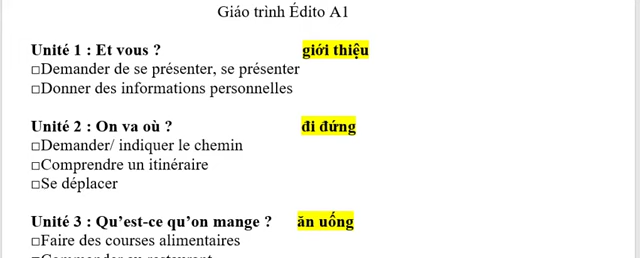 Giáo trình Édito A1
Unité 1 : Et vous ? giới thiệu
□Demander de se présenter, se présenter
□Donner des informations personnelles
Unité 2 : On va où ? đi đứng
□Demander/ indiquer le chemin
□Comprendre un itinéraire
□Se déplacer
Unité 3 : Qu’est-ce qu’on mange ? ăn uống
□Faire des courses alimentaires